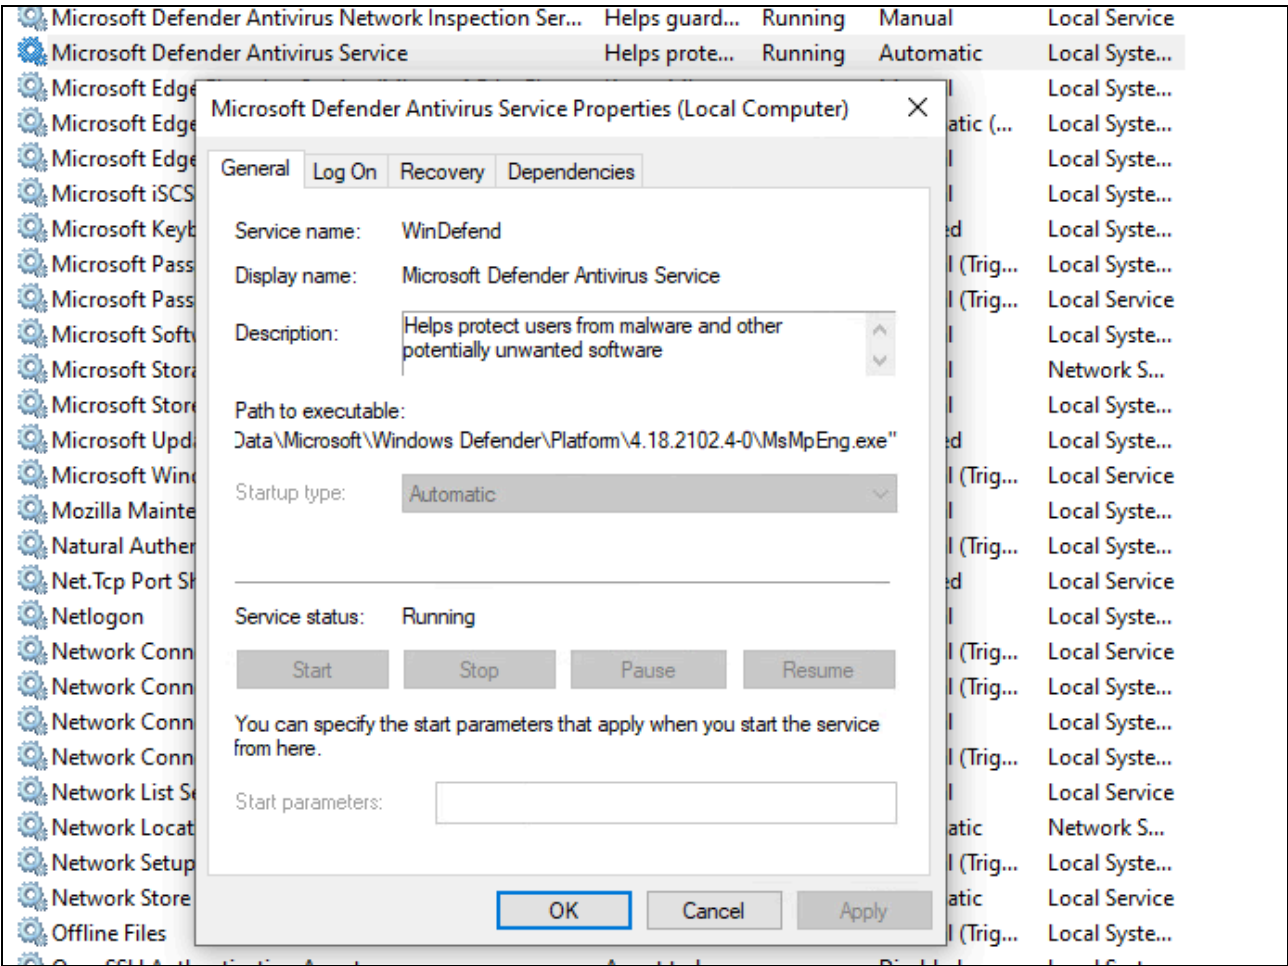 Microsoft Defender Antivirus Network Inspection Ser... Helps guard... Running Manual Local Service
Microsoft Defender Antivirus Service Helps prote... Running Automatic Local Syste...
Microsoft Edge Local Syste...
Microsoft Defender Antivirus Service Properties (Local Computer)
Microsoft Edge atic (... Local Syste...
Microsoft Edge Local Syste...
General Log On Recovery Dependencies
Microsoft iSCS Local Syste...
Microsoft Keyb ed Local Syste...
Service name: WinDefend
Microsoft Pass l (Trig... Local Syste...
Display name: Microsoft Defender Antivirus Service
Microsoft Pass l (Trig... Local Service
Microsoft Softw Local Syste...
Description: Helps protect users from malware and other
potentially unwanted software
Microsoft Stora Network S...
Microsoft Store Local Syste...
Path to executable:
Microsoft Upda ed Local Syste...
Data\Microsoft\Windows Defender\Platform\4.18.2102.4-0\MsMpEng.exe"
Microsoft Wind l (Trig... Local Service
Startup type: Automatic
Mozilla Mainte Local Syste...
Natural Auther l (Trig... Local Syste...
Net.Tcp Port Sh ed Local Service
Netlogon Local Syste...
Service status: Running
Network Conn l (Trig... Local Service
Start Stop Pause Resume
Network Conn l (Trig... Local Syste...
Network Conn Local Syste...
You can specify the start parameters that apply when you start the service
from here.
Network Conn l (Trig... Local Syste...
Network List Se Local Service
Start parameters:
Network Locat atic Network S...
Network Setup l (Trig... Local Syste...
Network Store atic Local Service
OK Cancel Apply
Offline Files l (Trig... Local Syste...